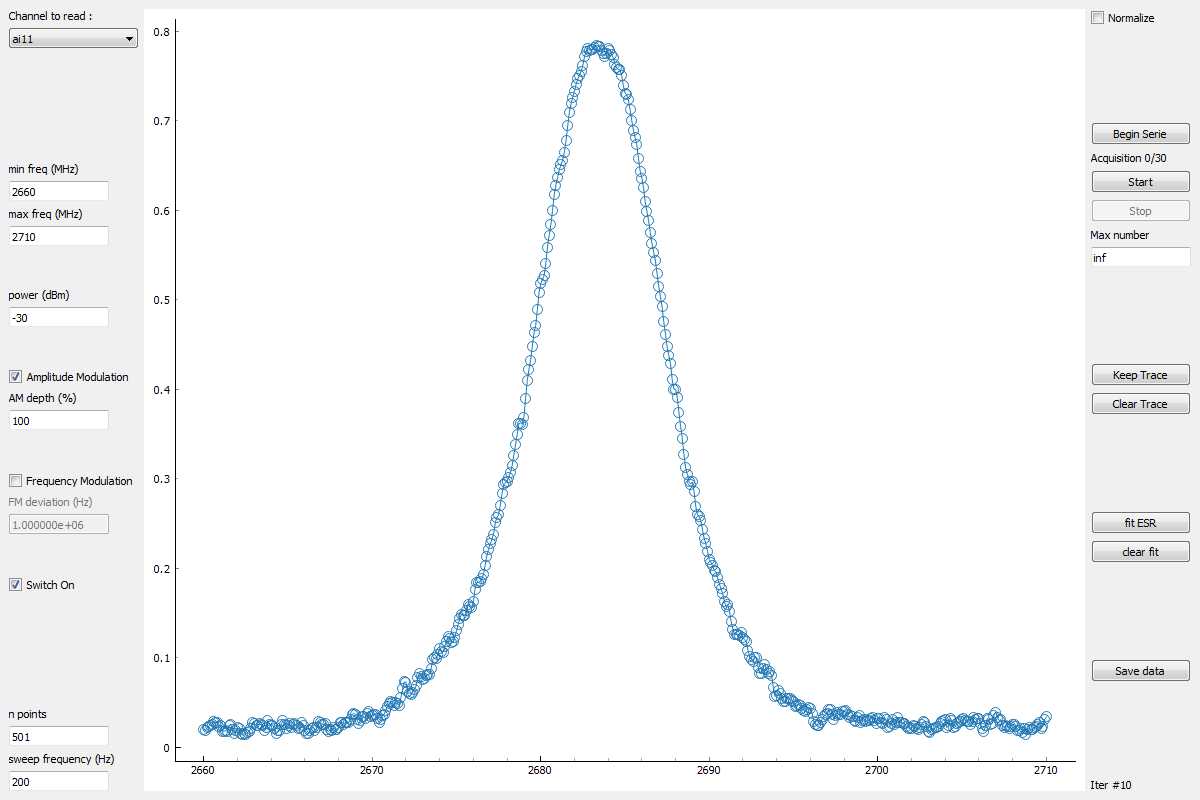 Channel to read :
ai11
min freq (MHz)
2660
max freq (MHz)
2710
power (dBm)
-30
Amplitude Modulation
AM depth (%)
100
Frequency Modulation
FM deviation (Hz)
1.000000e+06
Switch On
n points
501
sweep frequency (Hz)
200
0.8
0.7
0.6
0.5
0.4
0.3
0.2
0.1
0
2660 2670 2680 2690 2700 2710
Normalize
Begin Serie
Acquisition 0/30
Start
Stop
Max number
inf
Keep Trace
Clear Trace
fit ESR
clear fit
Save data
Iter #10